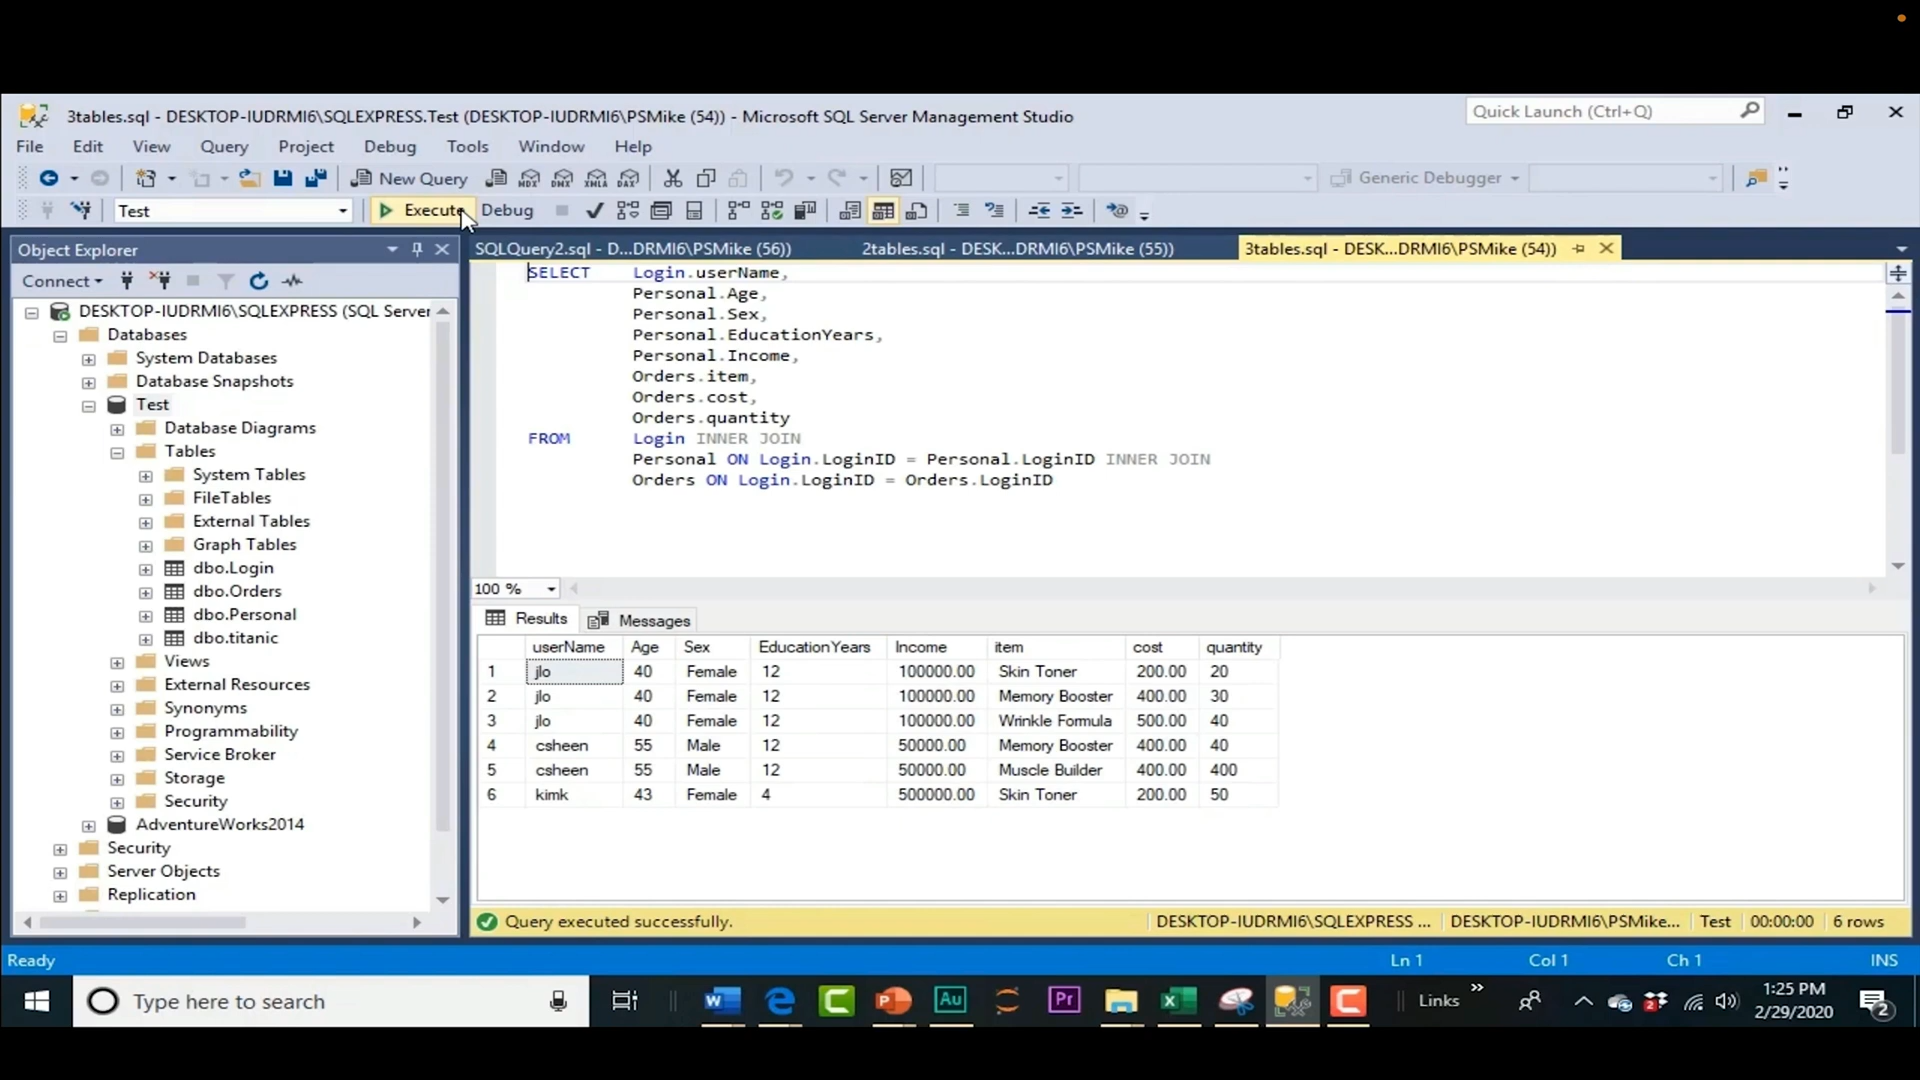 3tables.sql - DESKTOP-IUDRMI6\SQLEXPRESS.Test (DESKTOP-IUDRMI6\PSMike (54)) - Microsoft SQL Server Management Studio
Quick Launch (Ctrl+Q)
File Edit View Query Project Debug Tools Window Help
New Query MDX DMX XMLA DAX Generic Debugger
Test Execute Debug
Object Explorer
SQLQuery2.sql - D...DRMI6\PSMike (56)) 2tables.sql - DESK...DRMI6\PSMike (55)) 3tables.sql - DESK...DRMI6\PSMike (54))
Connect
DESKTOP-IUDRMI6\SQLEXPRESS (SQL Server
Databases
System Databases
Database Snapshots
Test
Database Diagrams
Tables
System Tables
FileTables
External Tables
Graph Tables
dbo.Login
dbo.Orders
dbo.Personal
dbo.titanic
Views
External Resources
Synonyms
Programmability
Service Broker
Storage
Security
AdventureWorks2014
Security
Server Objects
Replication
SELECT Login.userName,
Personal.Age,
Personal.Sex,
Personal.EducationYears,
Personal.Income,
Orders.item,
Orders.cost,
Orders.quantity
FROM Login INNER JOIN
Personal ON Login.LoginID = Personal.LoginID INNER JOIN
Orders ON Login.LoginID = Orders.LoginID
100 %
Results Messages
userName Age Sex EducationYears Income item cost quantity
1 jlo 40 Female 12 100000.00 Skin Toner 200.00 20
2 jlo 40 Female 12 100000.00 Memory Booster 400.00 30
3 jlo 40 Female 12 100000.00 Wrinkle Formula 500.00 40
4 csheen 55 Male 12 50000.00 Memory Booster 400.00 40
5 csheen 55 Male 12 50000.00 Muscle Builder 400.00 400
6 kimk 43 Female 4 500000.00 Skin Toner 200.00 50
Query executed successfully. DESKTOP-IUDRMI6\SQLEXPRESS ... DESKTOP-IUDRMI6\PSMike... Test 00:00:00 6 rows
Ready Ln 1 Col 1 Ch 1 INS
Type here to search Au Pr Links » 1:25 PM
2/29/2020 2